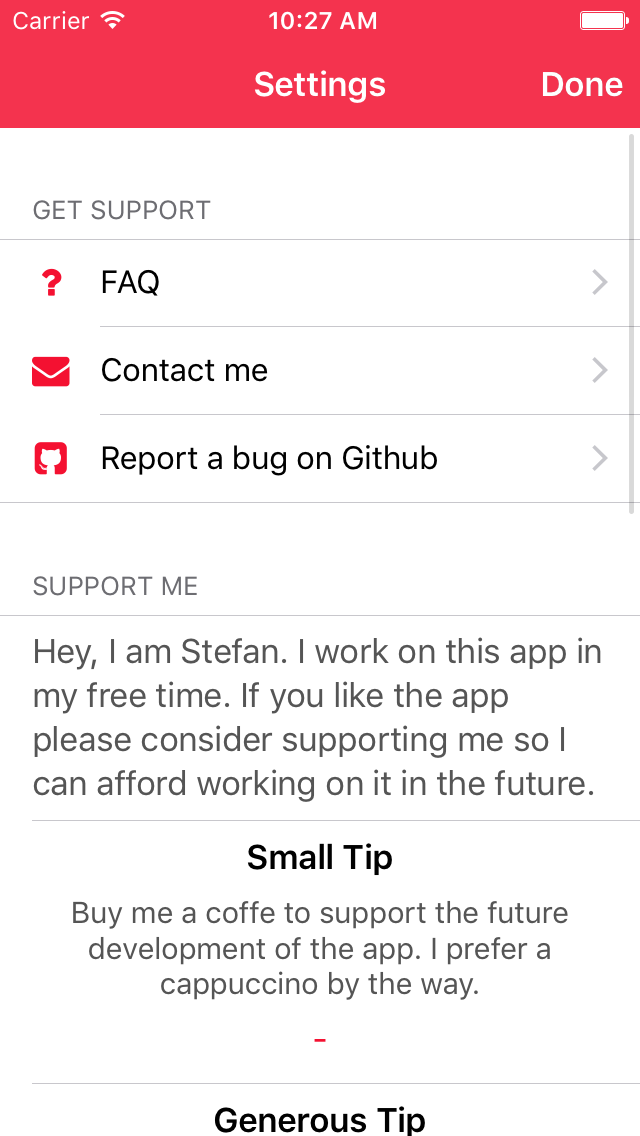 Carrier 10:27 AM
Settings Done
GET SUPPORT
FAQ
Contact me
Report a bug on Github
SUPPORT ME
Hey, I am Stefan. I work on this app in
my free time. If you like the app
please consider supporting me so I
can afford working on it in the future.
Small Tip
Buy me a coffe to support the future
development of the app. I prefer a
cappuccino by the way.
-
Generous Tip